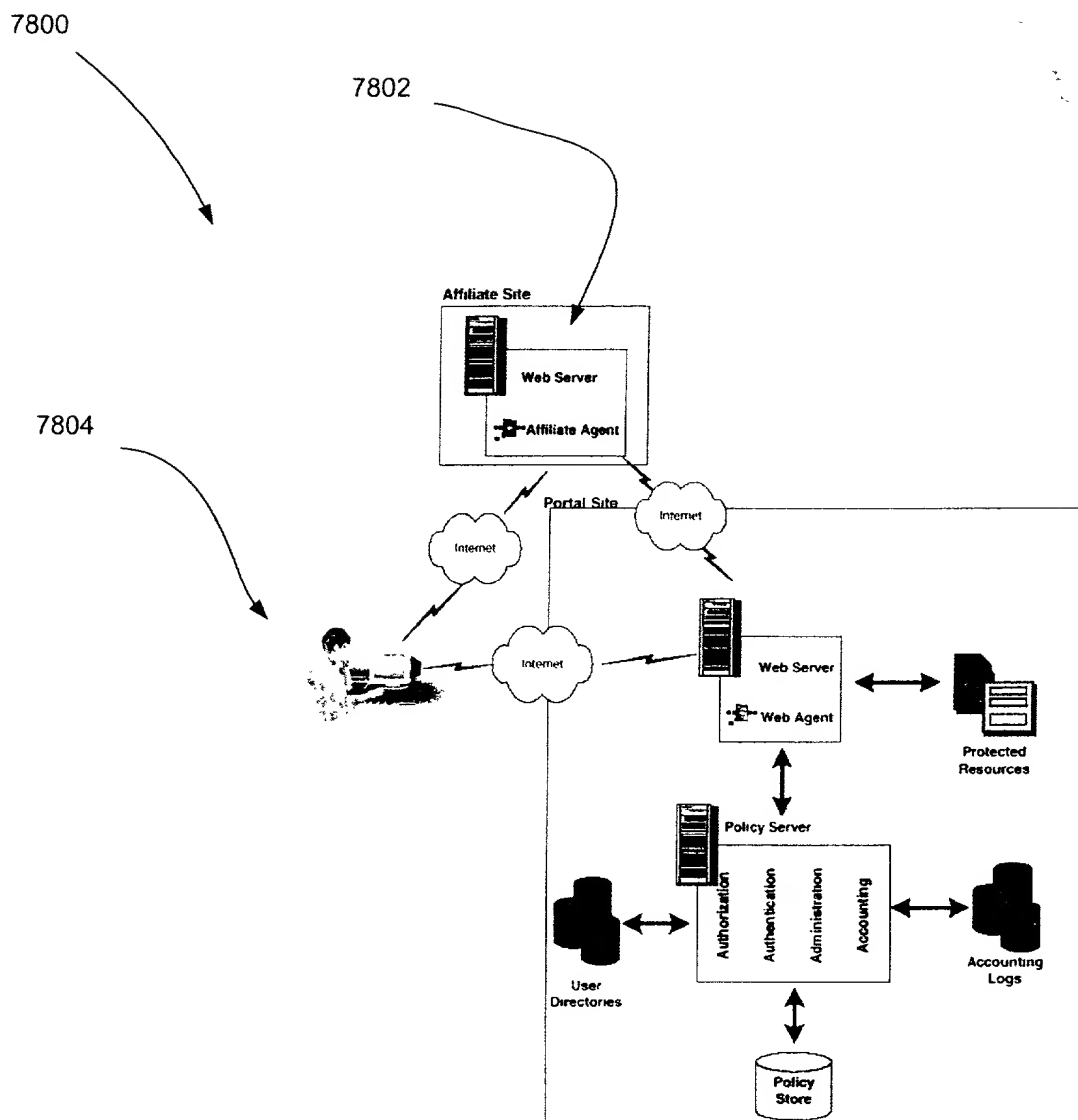 7800
7802
Affiliate Site
Web Server
Affiliate Agent
7804
Portal Site
Internet
Internet
Internet
Web Server
Web Agent
Protected
Resources
Policy Server
Authorization
Authentication
Administration
Accounting
User
Directories
Accounting
Logs
Policy
Store